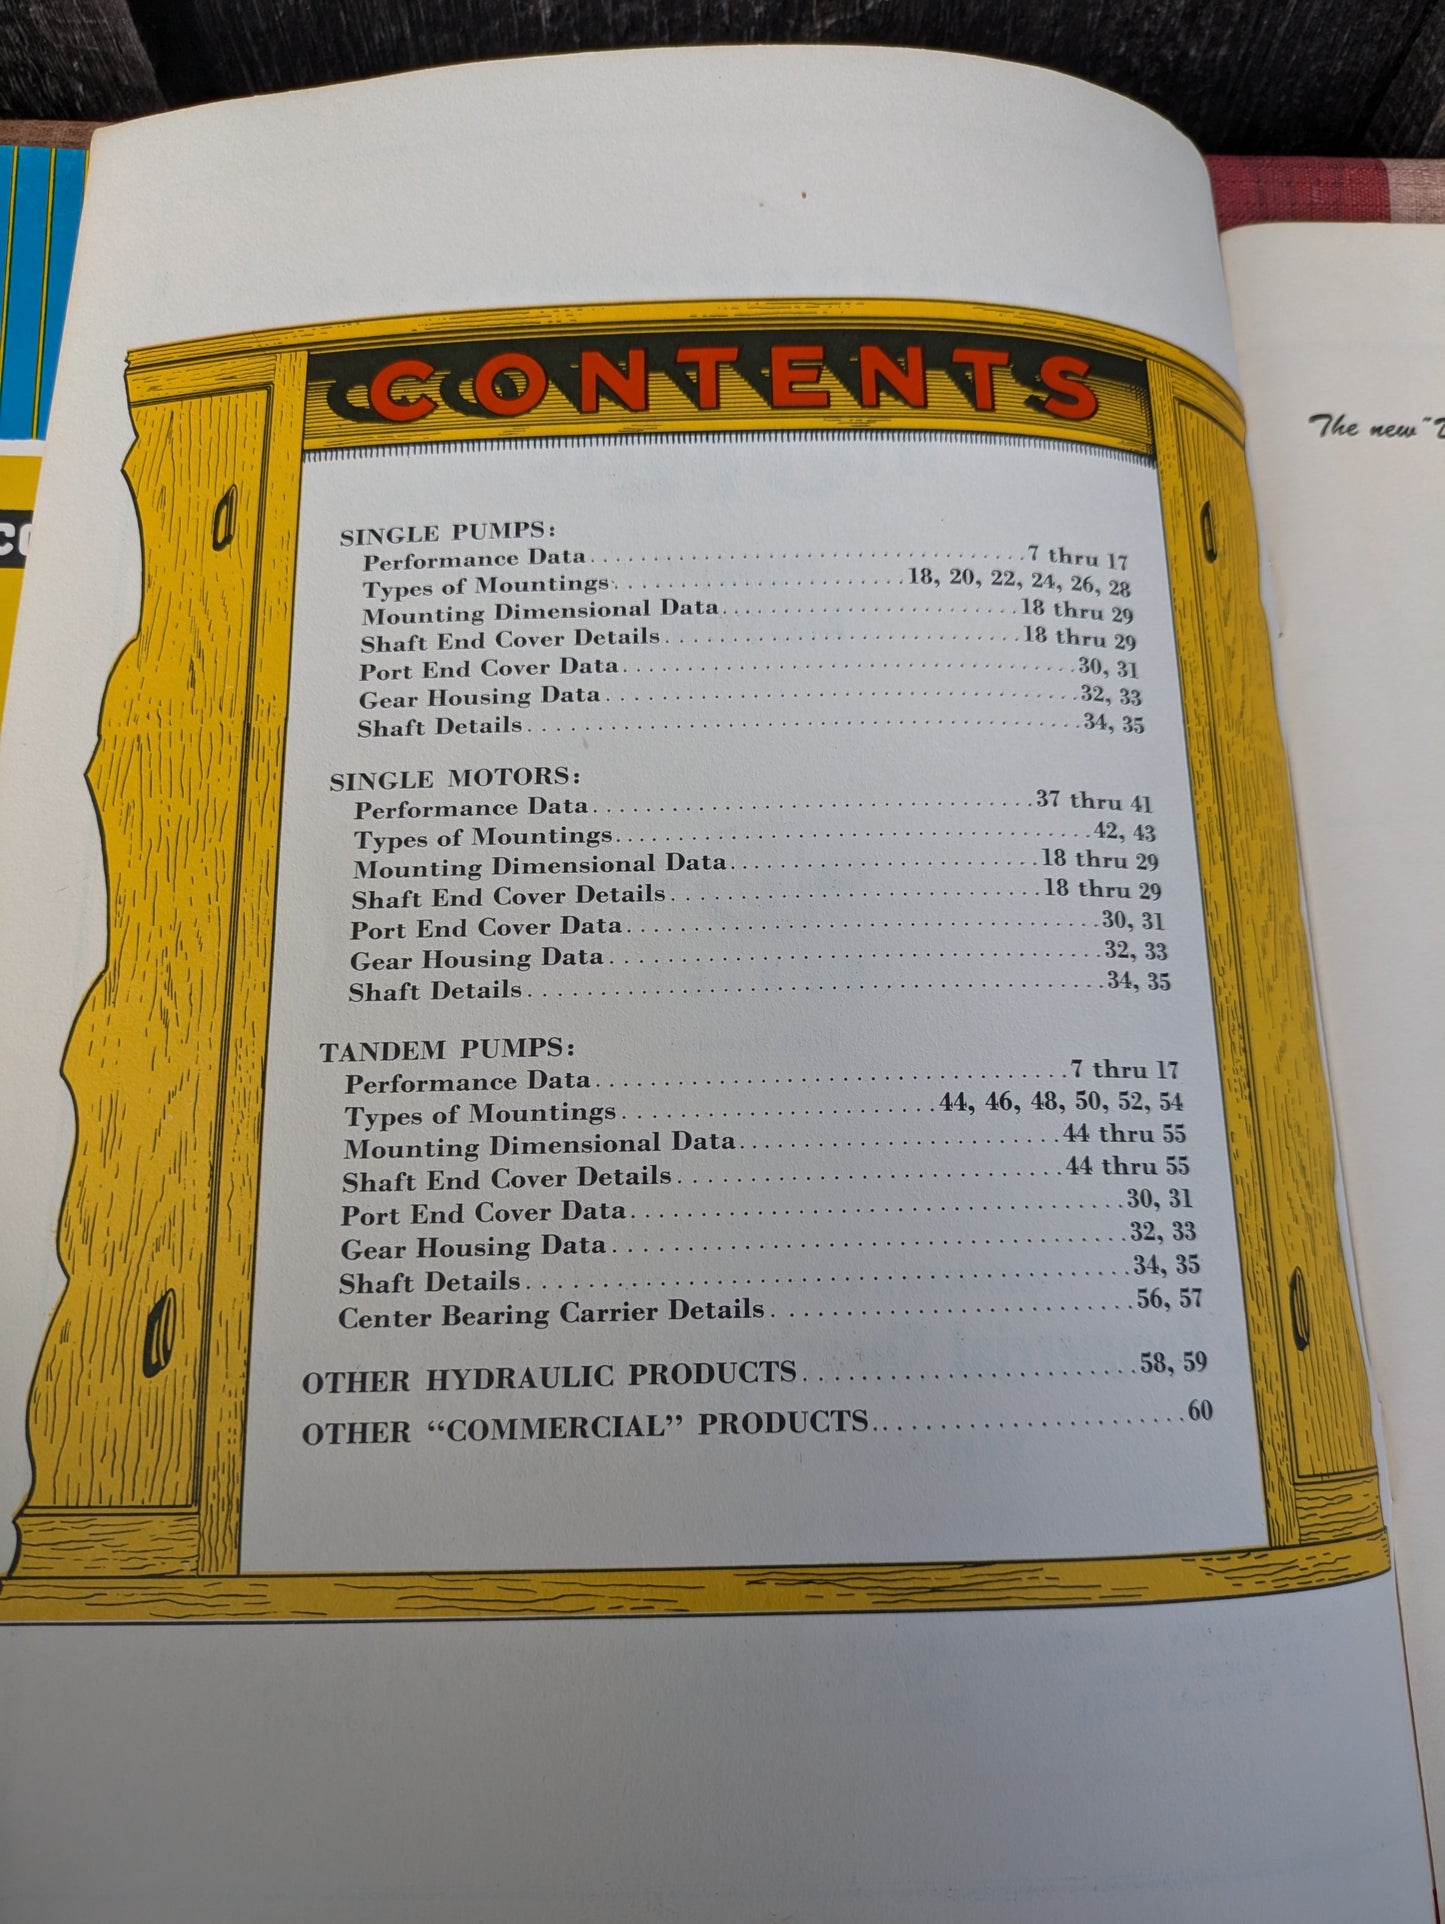 CONTENTS
SINGLE PUMPS:
Performance Data........................................7 thru 17
Types of Mountings........................18, 20, 22, 24, 26, 28
Mounting Dimensional Data........................18 thru 29
Shaft End Cover Details.............................18 thru 29
Port End Cover Data.....................................30, 31
Gear Housing Data.......................................32, 33
Shaft Details..............................................34, 35
SINGLE MOTORS:
Performance Data....................................37 thru 41
Types of Mountings.......................................42, 43
Mounting Dimensional Data.........................18 thru 29
Shaft End Cover Details..............................18 thru 29
Port End Cover Data......................................30, 31
Gear Housing Data........................................32, 33
Shaft Details...............................................34, 35
TANDEM PUMPS:
Performance Data......................................7 thru 17
Types of Mountings.........................44, 46, 48, 50, 52, 54
Mounting Dimensional Data..........................44 thru 55
Shaft End Cover Details..............................44 thru 55
Port End Cover Data.......................................30, 31
Gear Housing Data.........................................32, 33
Shaft Details................................................34, 35
Center Bearing Carrier Details............................56, 57
OTHER HYDRAULIC PRODUCTS..........................58, 59
OTHER “COMMERCIAL” PRODUCTS........................60
The new